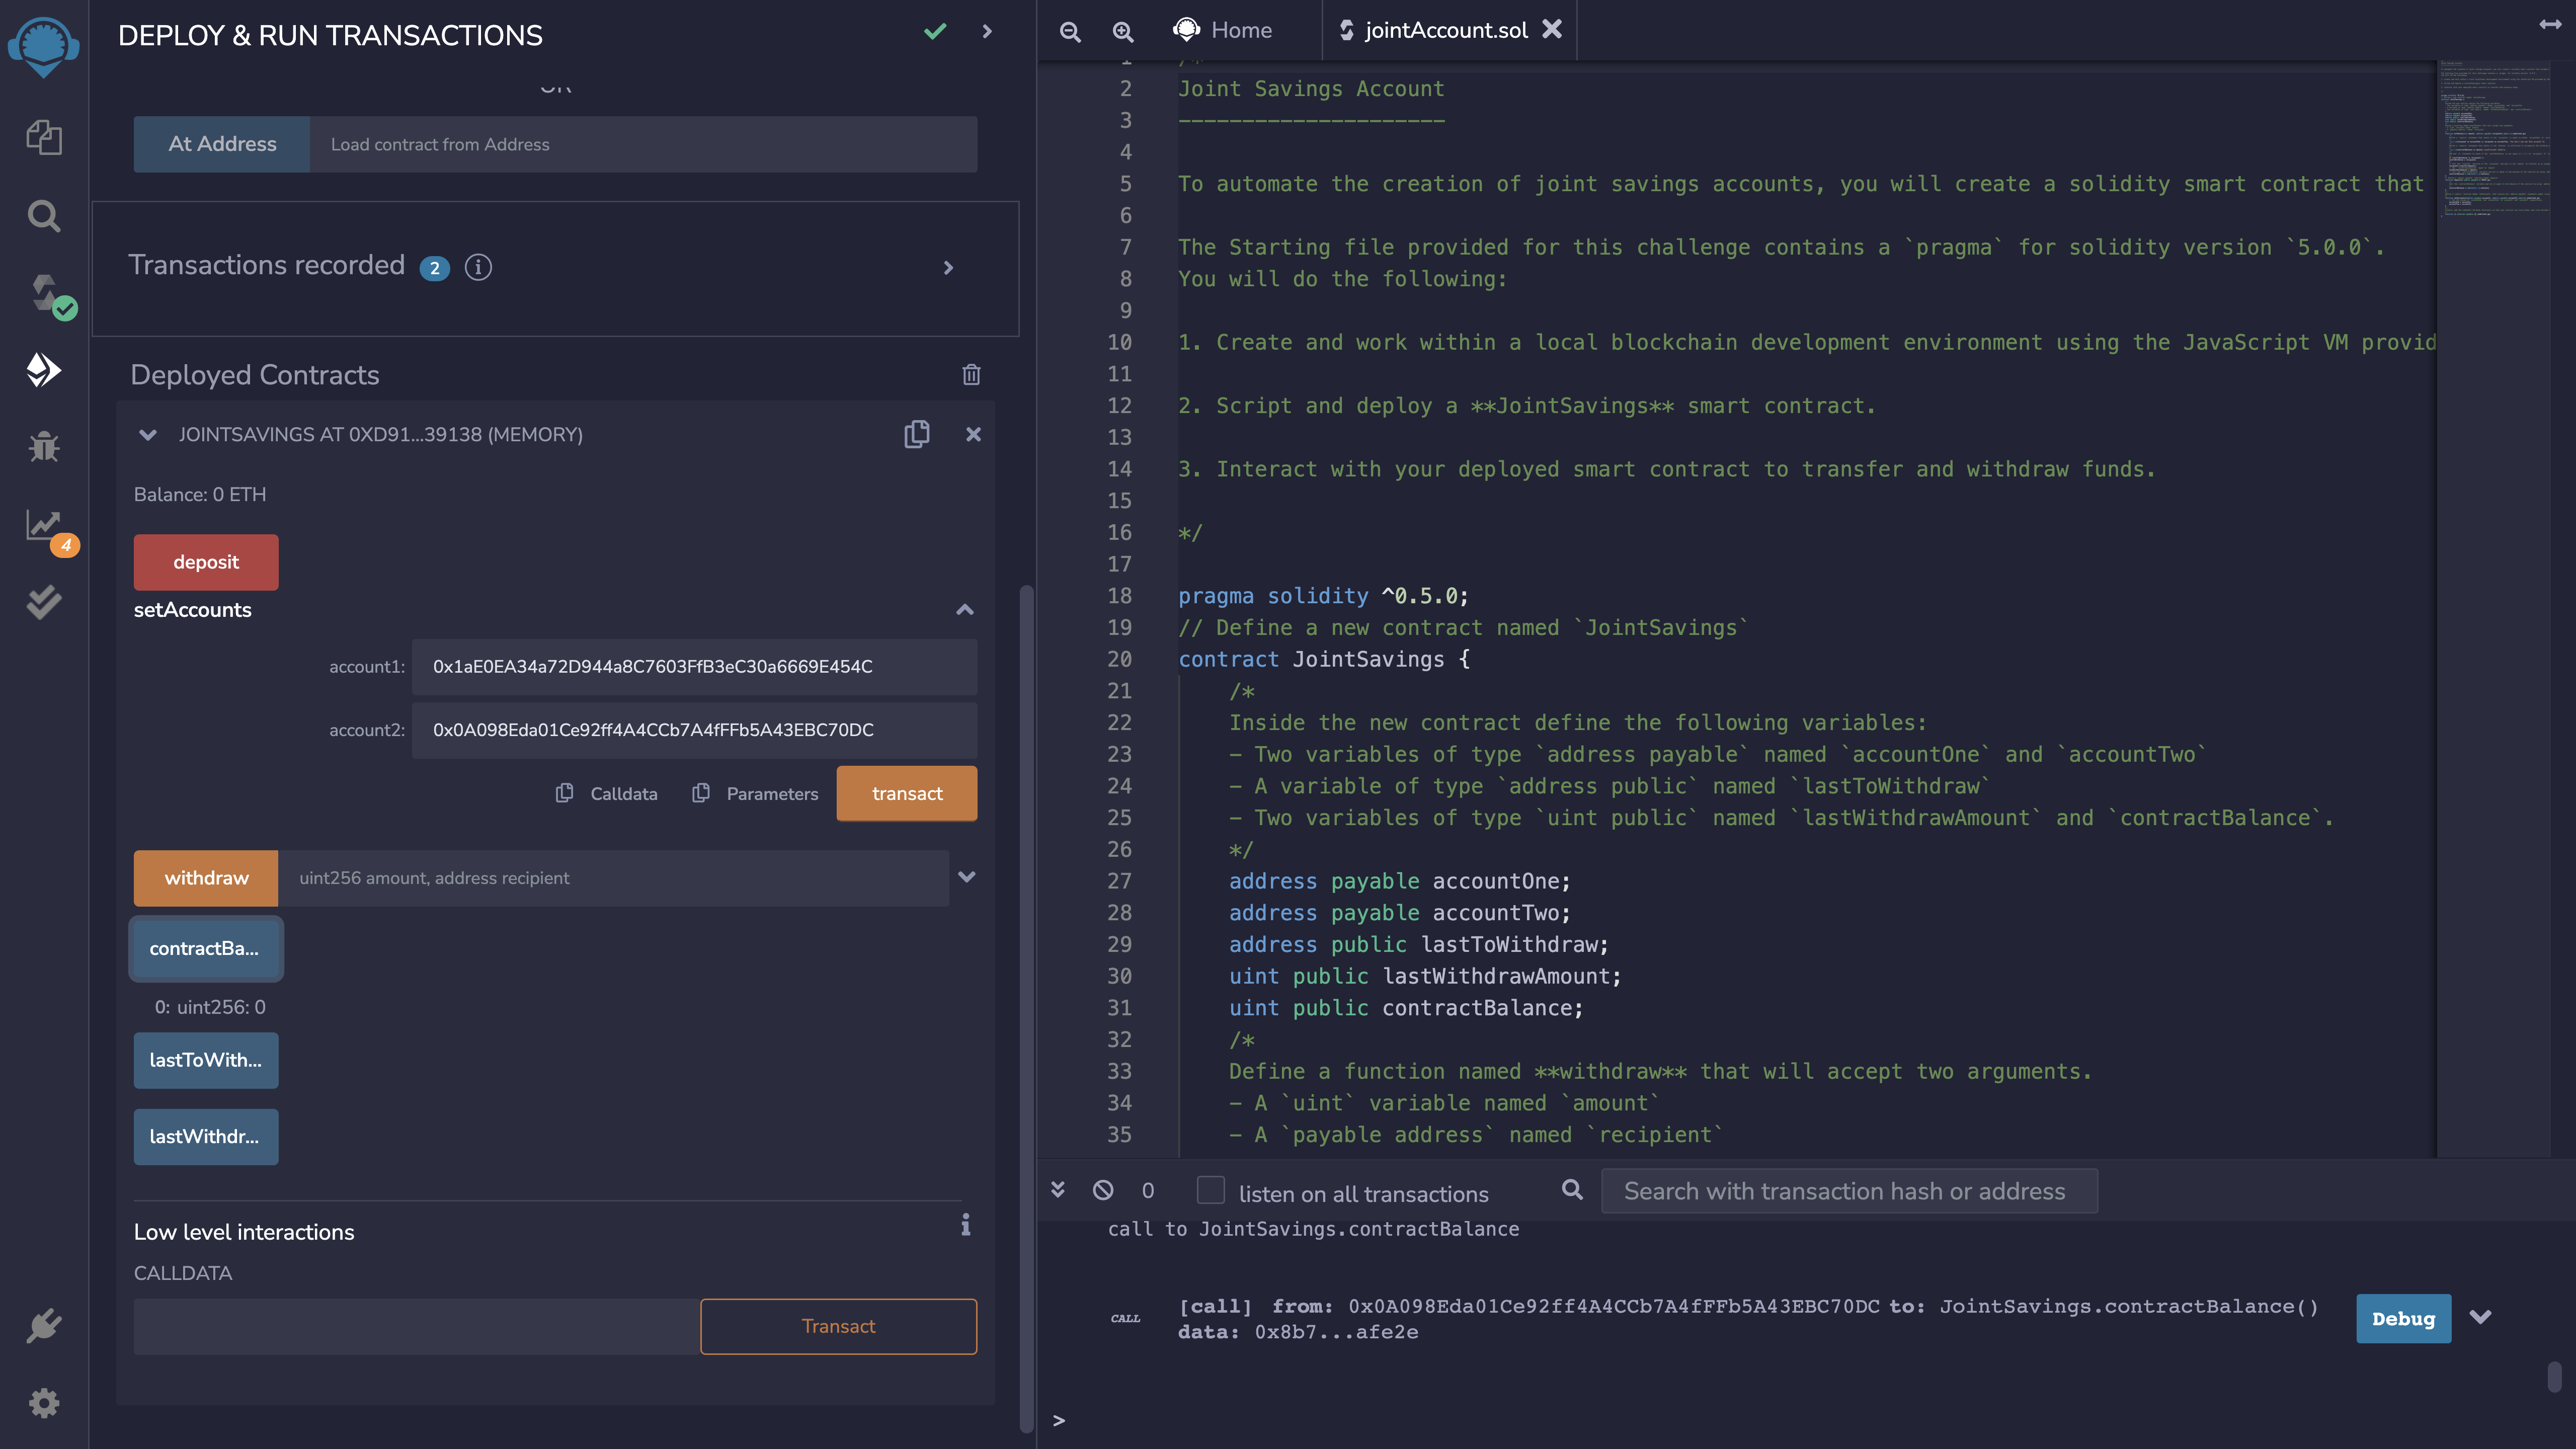 DEPLOY & RUN TRANSACTIONS
At Address
Load contract from Address
Transactions recorded 2
Deployed Contracts
JOINTSAVINGS AT 0XD91...39138 (MEMORY)
Balance: 0 ETH
deposit
setAccounts
account1: 0x1aE0EA34a72D944a8C7603FfB3eC30a6669E454C
account2: 0x0A098Eda01Ce92ff4A4CCb7A4fFFb5A43EBC70DC
Calldata Parameters transact
withdraw uint256 amount, address recipient
contractBa...
0: uint256: 0
lastToWith...
lastWithdr...
Low level interactions
CALLDATA
Transact
4
Home jointAccount.sol
1 /*
2 Joint Savings Account
3 ---------------------
4
5 To automate the creation of joint savings accounts, you will create a solidity smart contract that
6
7 The Starting file provided for this challenge contains a `pragma` for solidity version `5.0.0`.
8 You will do the following:
9
10 1. Create and work within a local blockchain development environment using the JavaScript VM provid
11
12 2. Script and deploy a **JointSavings** smart contract.
13
14 3. Interact with your deployed smart contract to transfer and withdraw funds.
15
16 */
17
18 pragma solidity ^0.5.0;
19 // Define a new contract named `JointSavings`
20 contract JointSavings {
21 /*
22 Inside the new contract define the following variables:
23 - Two variables of type `address payable` named `accountOne` and `accountTwo`
24 - A variable of type `address public` named `lastToWithdraw`
25 - Two variables of type `uint public` named `lastWithdrawAmount` and `contractBalance`.
26 */
27 address payable accountOne;
28 address payable accountTwo;
29 address public lastToWithdraw;
30 uint public lastWithdrawAmount;
31 uint public contractBalance;
32 /*
33 Define a function named **withdraw** that will accept two arguments.
34 - A `uint` variable named `amount`
35 - A `payable address` named `recipient`
0 listen on all transactions Search with transaction hash or address
call to JointSavings.contractBalance
CALL [call] from: 0x0A098Eda01Ce92ff4A4CCb7A4fFFb5A43EBC70DC to: JointSavings.contractBalance()
data: 0x8b7...afe2e
Debug
>